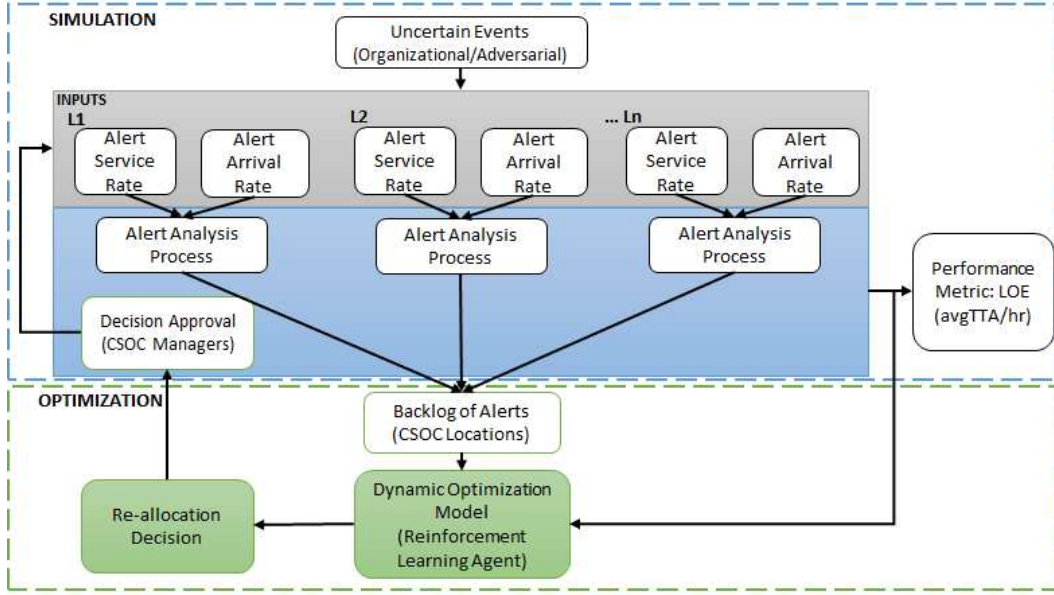 SIMULATION
Uncertain Events
(Organizational/Adversarial)
INPUTS
L1
L2
... Ln
Alert
Service
Rate
Alert
Arrival
Rate
Alert
Service
Rate
Alert
Arrival
Rate
Alert
Service
Rate
Alert
Arrival
Rate
Alert Analysis
Process
Alert Analysis
Process
Alert Analysis
Process
Performance
Metric: LOE
(avgTTA/hr)
Decision Approval
(CSOC Managers)
OPTIMIZATION
Backlog of Alerts
(CSOC Locations)
Dynamic Optimization
Model
(Reinforcement
Learning Agent)
Re-allocation
Decision